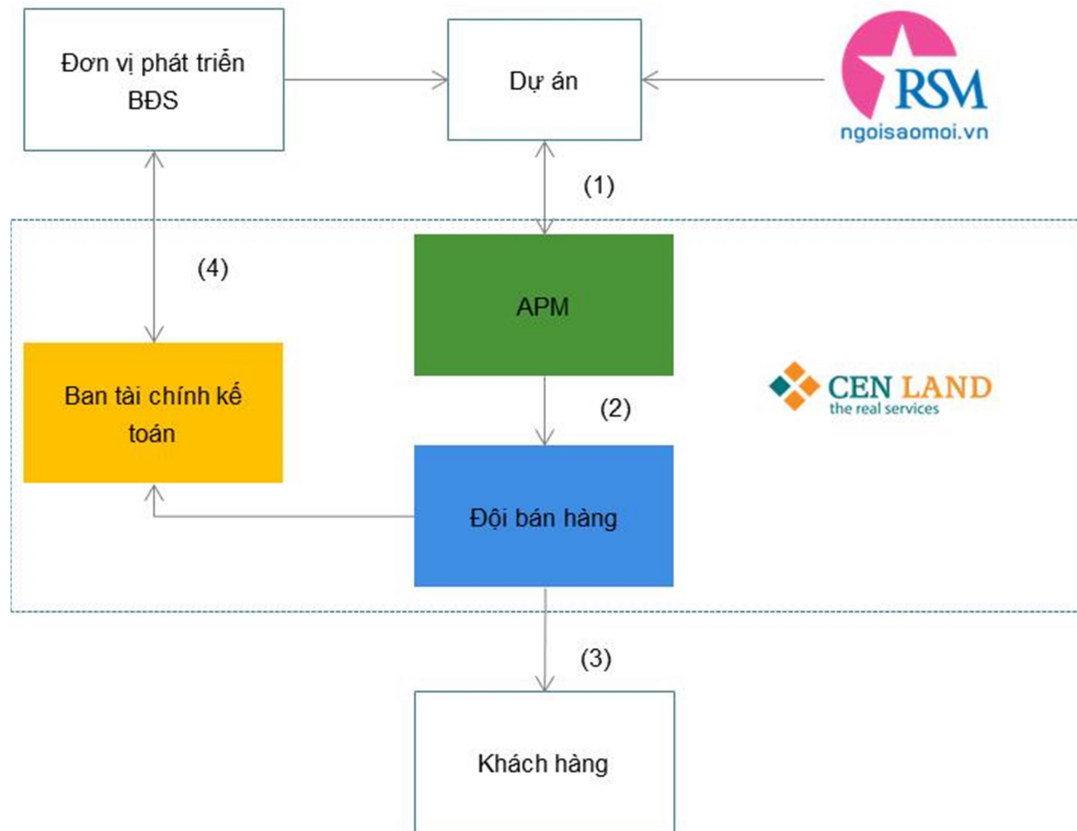 Đơn vị phát triển
BĐS
Dự án
RSM
ngoisaomoi.vn
(1)
(4)
APM
Ban tài chính kế
toán
CEN LAND
the real services
(2)
Đội bán hàng
(3)
Khách hàng